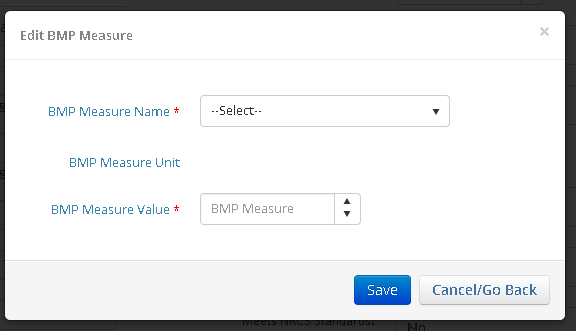 Edit BMP Measure ×
BMP Measure Name * --Select--
BMP Measure Unit
BMP Measure Value * BMP Measure
Save Cancel/Go Back
Meets NRCS Standards: No